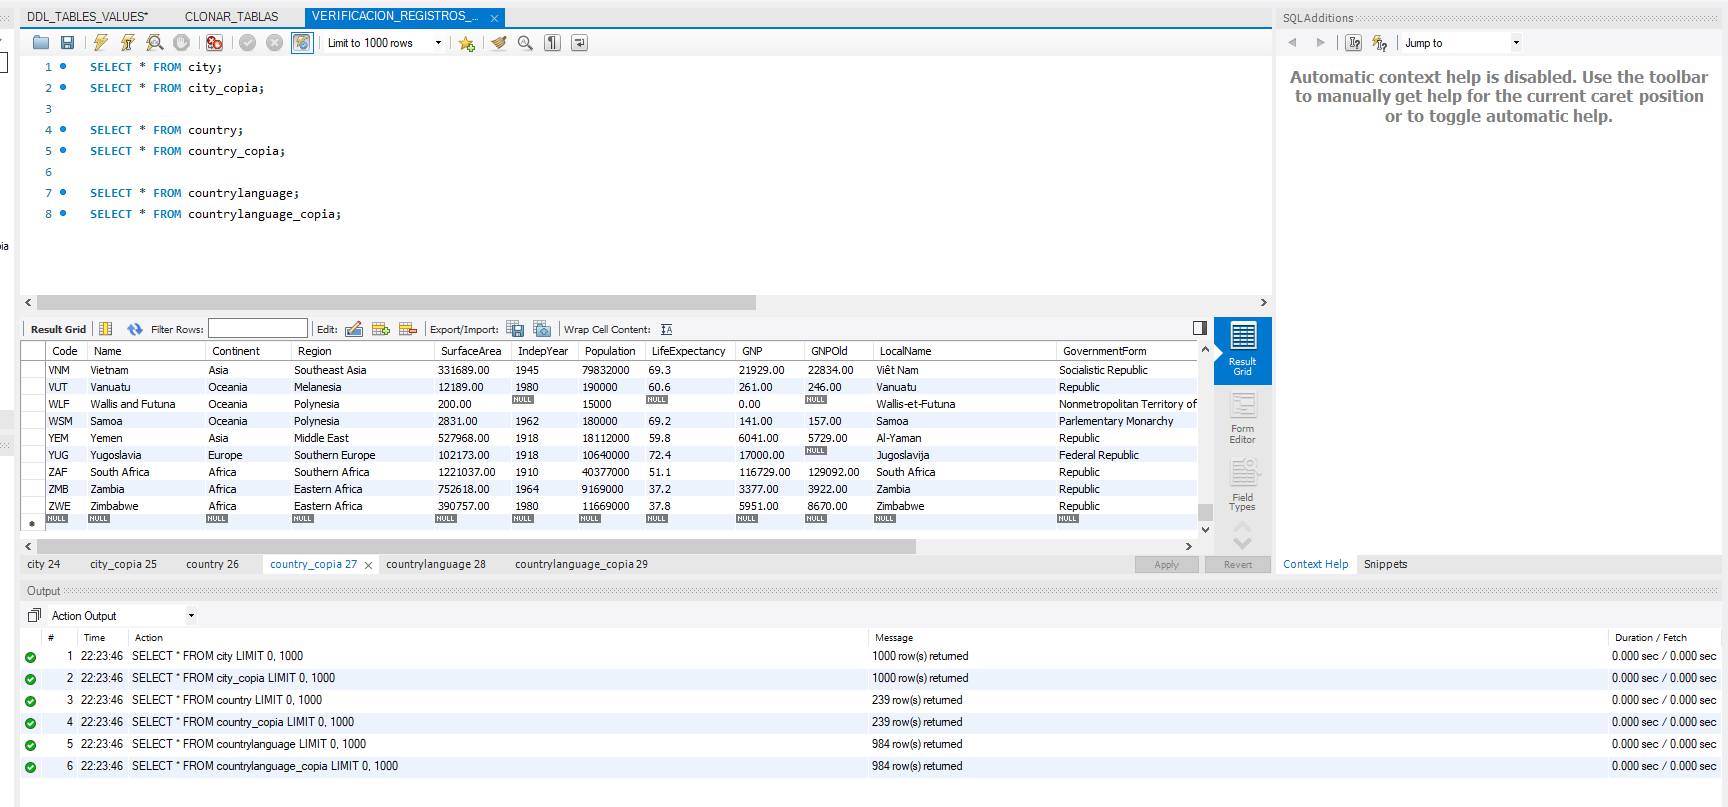 DDL_TABLES_VALUES* CLONAR_TABLAS VERIFICACION_REGISTROS_...
Limit to 1000 rows
1 SELECT * FROM city;
2 SELECT * FROM city_copia;
3
4 SELECT * FROM country;
5 SELECT * FROM country_copia;
6
7 SELECT * FROM countrylanguage;
8 SELECT * FROM countrylanguage_copia;
pia
SQLAdditions
Jump to
Automatic context help is disabled. Use the toolbar
to manually get help for the current caret position
or to toggle automatic help.
Result Grid Filter Rows: Edit: Export/Import: Wrap Cell Content:
Code Name Continent Region SurfaceArea IndepYear Population LifeExpectancy GNP GNPOld LocalName GovernmentForm
VNM Vietnam Asia Southeast Asia 331689.00 1945 79832000 69.3 21929.00 22834.00 Viêt Nam Socialistic Republic
VUT Vanuatu Oceania Melanesia 12189.00 1980 190000 60.6 261.00 246.00 Vanuatu Republic
WLF Wallis and Futuna Oceania Polynesia 200.00 NULL 15000 NULL 0.00 NULL Wallis-et-Futuna Nonmetropolitan Territory of
WSM Samoa Oceania Polynesia 2831.00 1962 180000 69.2 141.00 157.00 Samoa Parlementary Monarchy
YEM Yemen Asia Middle East 527968.00 1918 18112000 59.8 6041.00 5729.00 Al-Yaman Republic
YUG Yugoslavia Europe Southern Europe 102173.00 1918 10640000 72.4 17000.00 NULL Jugoslavija Federal Republic
ZAF South Africa Africa Southern Africa 1221037.00 1910 40377000 51.1 116729.00 129092.00 South Africa Republic
ZMB Zambia Africa Eastern Africa 752618.00 1964 9169000 37.2 3377.00 3922.00 Zambia Republic
ZWE Zimbabwe Africa Eastern Africa 390757.00 1980 11669000 37.8 5951.00 8670.00 Zimbabwe Republic
NULL NULL NULL NULL NULL NULL NULL NULL NULL NULL NULL NULL
Result
Grid
Form
Editor
Field
Types
city 24 city_copia 25 country 26 country_copia 27 countrylanguage 28 countrylanguage_copia 29 Apply Revert
Context Help Snippets
Output
Action Output
# Time Action Message Duration / Fetch
1 22:23:46 SELECT * FROM city LIMIT 0, 1000 1000 row(s) returned 0.000 sec / 0.000 sec
2 22:23:46 SELECT * FROM city_copia LIMIT 0, 1000 1000 row(s) returned 0.000 sec / 0.000 sec
3 22:23:46 SELECT * FROM country LIMIT 0, 1000 239 row(s) returned 0.000 sec / 0.000 sec
4 22:23:46 SELECT * FROM country_copia LIMIT 0, 1000 239 row(s) returned 0.000 sec / 0.000 sec
5 22:23:46 SELECT * FROM countrylanguage LIMIT 0, 1000 984 row(s) returned 0.000 sec / 0.000 sec
6 22:23:46 SELECT * FROM countrylanguage_copia LIMIT 0, 1000 984 row(s) returned 0.000 sec / 0.000 sec